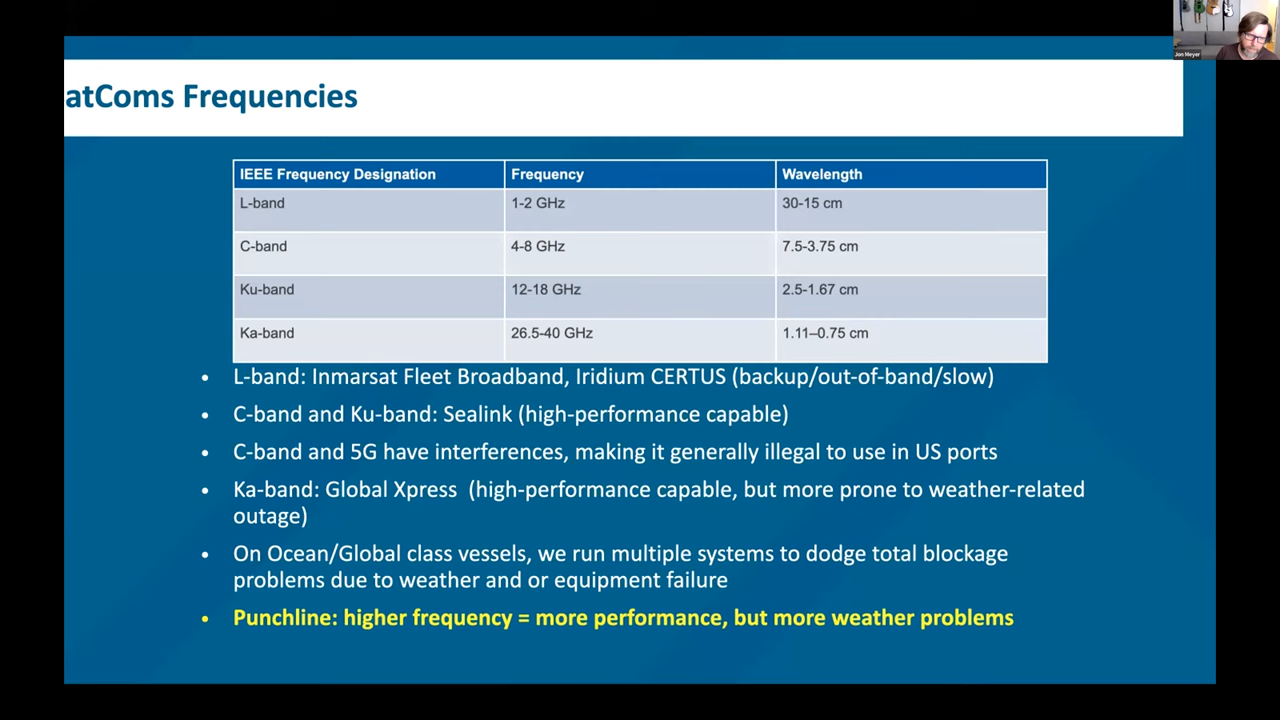 Jon Meyer
atComs Frequencies
IEEE Frequency Designation Frequency Wavelength
L-band 1-2 GHz 30-15 cm
C-band 4-8 GHz 7.5-3.75 cm
Ku-band 12-18 GHz 2.5-1.67 cm
Ka-band 26.5-40 GHz 1.11–0.75 cm
• L-band: Inmarsat Fleet Broadband, Iridium CERTUS (backup/out-of-band/slow)
• C-band and Ku-band: Sealink (high-performance capable)
• C-band and 5G have interferences, making it generally illegal to use in US ports
• Ka-band: Global Xpress (high-performance capable, but more prone to weather-related
outage)
• On Ocean/Global class vessels, we run multiple systems to dodge total blockage
problems due to weather and or equipment failure
• Punchline: higher frequency = more performance, but more weather problems